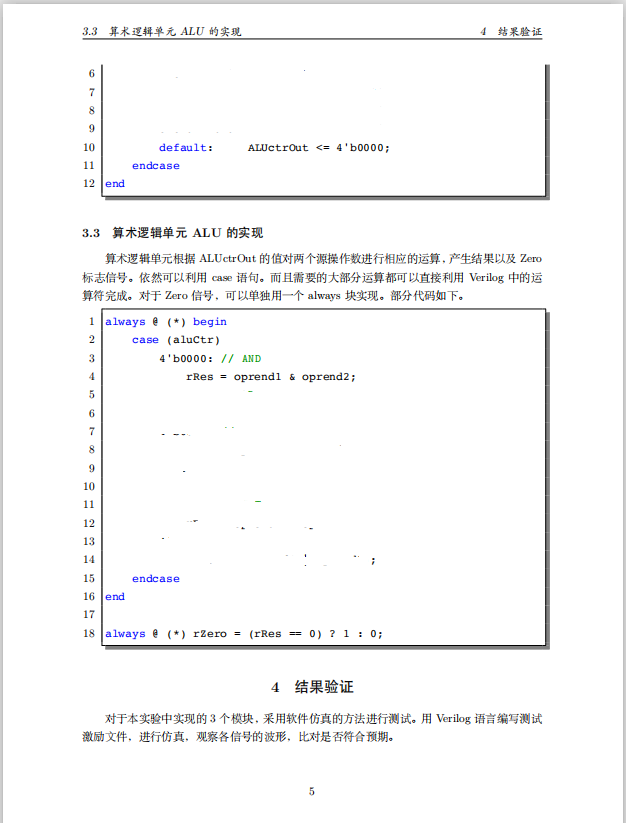 3.3 算术逻辑单元 ALU 的实现 4 结果验证
6
7
8
9
10 default: ALUctrOut <= 4'b0000;
11 endcase
12 end
3.3 算术逻辑单元 ALU 的实现
算术逻辑单元根据 ALUctrOut 的值对两个源操作数进行相应的运算，产生结果以及 Zero
标志信号。依然可以利用 case 语句。而且需要的大部分运算都可以直接利用 Verilog 中的运
算符完成。对于 Zero 信号，可以单独用一个 always 块实现。部分代码如下。
1 always @ (*) begin
2 case (aluCtr)
3 4'b0000: // AND
4 rRes = oprend1 & oprend2;
5
6
7
8
9
10
11
12
13
14 ;
15 endcase
16 end
17
18 always @ (*) rZero = (rRes == 0) ? 1 : 0;
4 结果验证
对于本实验中实现的 3 个模块，采用软件仿真的方法进行测试。用 Verilog 语言编写测试
激励文件，进行仿真，观察各信号的波形，比对是否符合预期。
5